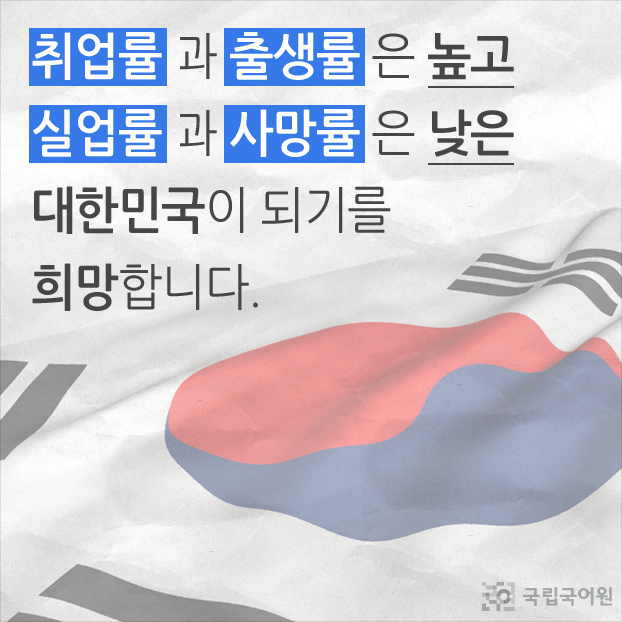 취업률과 출생률은 높고
실업률과 사망률은 낮은
대한민국이 되기를
희망합니다.
국립국어원